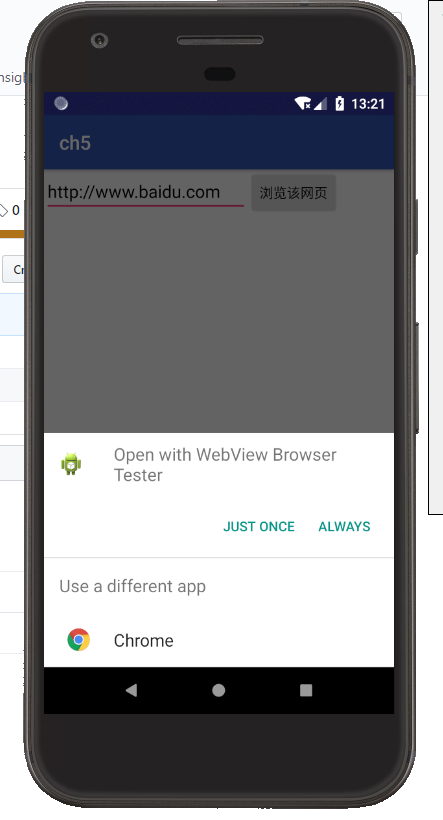 nsigh
13:21
ch5
http://www.baidu.com
浏览该网页
0
Cr
Open with WebView Browser
Tester
JUST ONCE
ALWAYS
Use a different app
Chrome